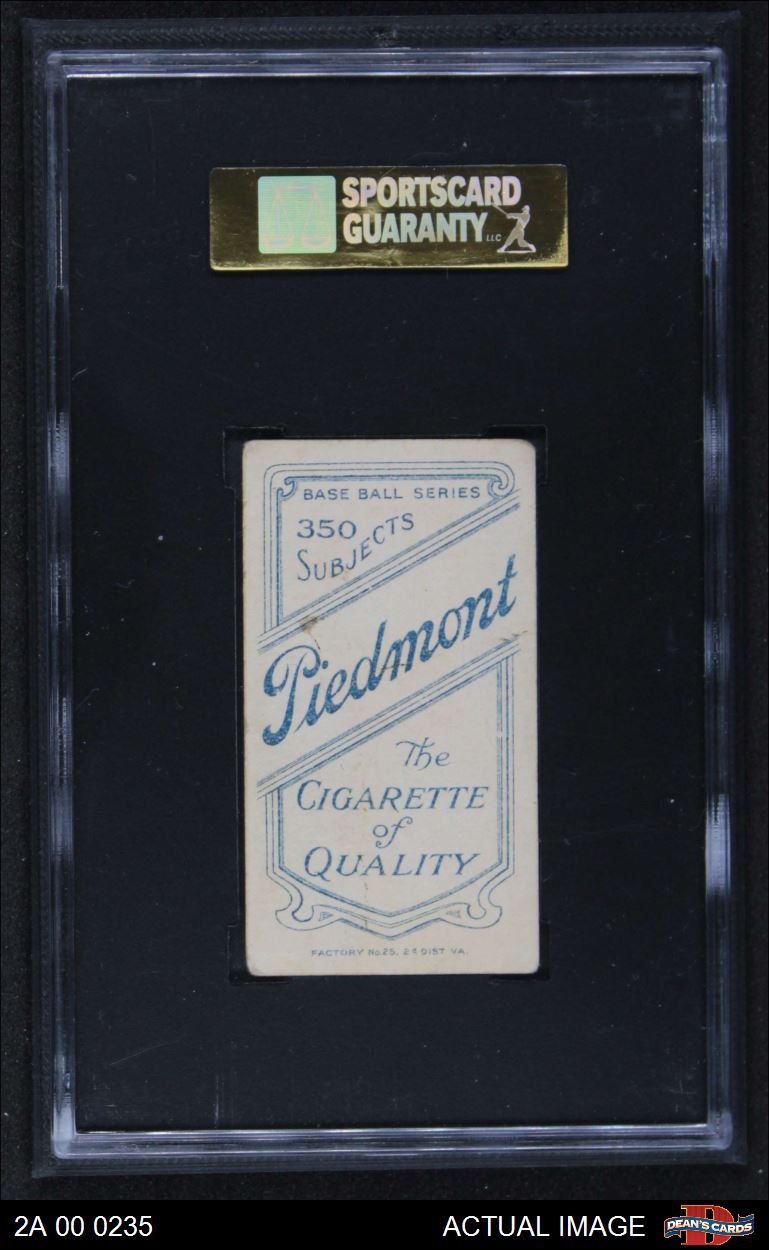 SPORTSCARD
GUARANTY LLC
BASE BALL SERIES
350
SUBJECTS
Piedmont
The
CIGARETTE
of
QUALITY
FACTORY No. 25, 2d DIST. VA.
2A 00 0235
ACTUAL IMAGE
DEAN'S CARDS